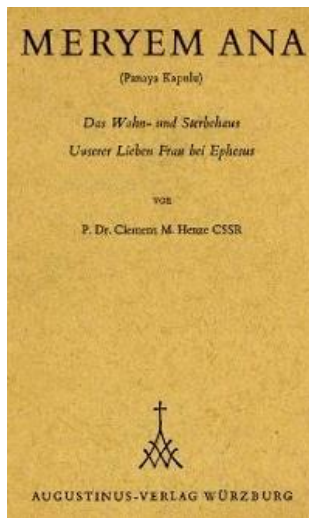 MERYEM ANA
(Panaya Kapulu)
Das Wohn- und Sterbehaus
Unserer Lieben Frau bei Ephesus
von
P. Dr. Clement M. Henze CSSR
AUGUSTINUS-VERLAG WÜRZBURG